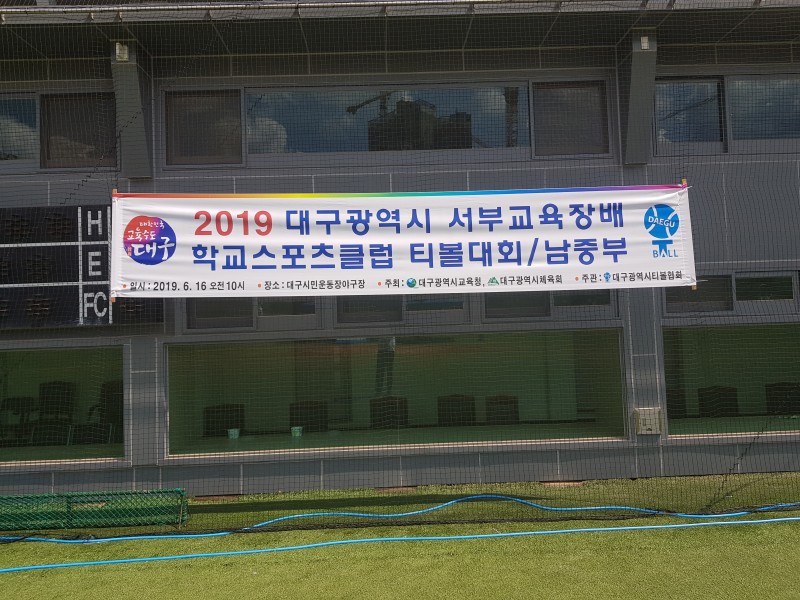 대한민국
교육수도
대구
2019 대구광역시 서부교육장배
학교스포츠클럽 티볼대회/남중부
• 일시 : 2019. 6. 16 오전10시 • 장소 : 대구시민운동장야구장 • 주최 : 대구광역시교육청, 대구광역시체육회 • 주관 : 대구광역시티볼협회
DAEGU
BALL
H
E
FC